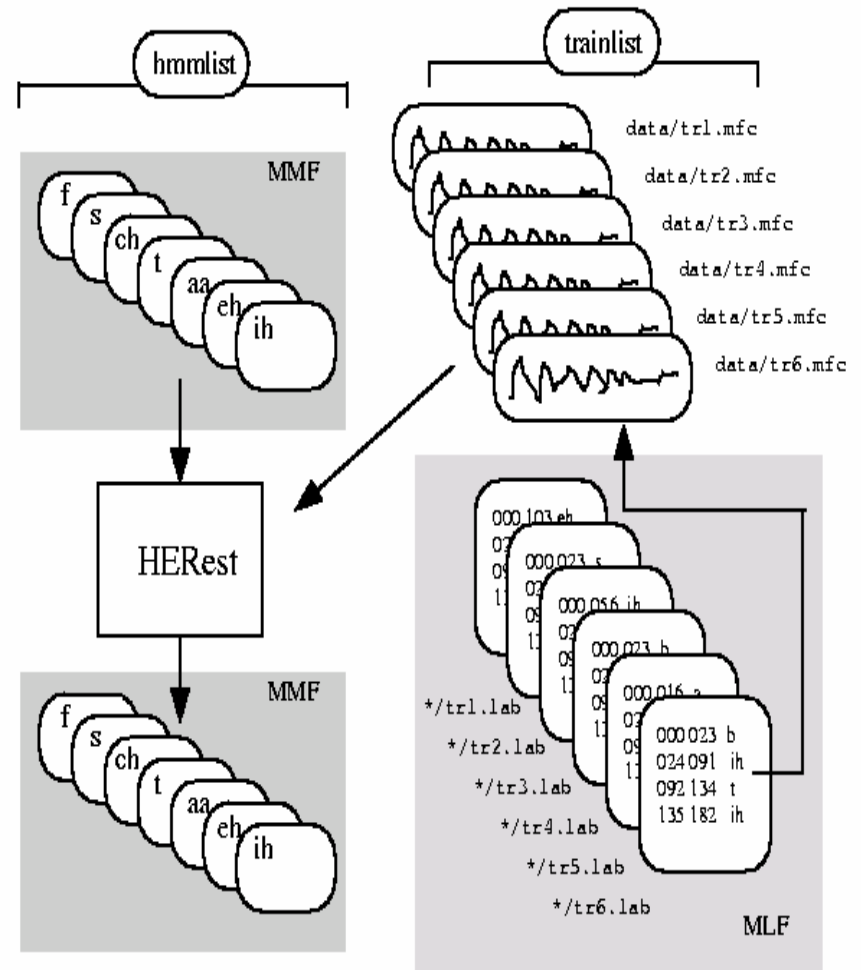 hmmlist
trainlist
MMF
f
s
ch
t
aa
eh
ih
data/tr1.mfc
data/tr2.mfc
data/tr3.mfc
data/tr4.mfc
data/tr5.mfc
data/tr6.mfc
HERest
MMF
f
s
ch
t
aa
eh
ih
000 103 eh
000 023 s
000 056 ih
000 023 b
000 016
000 023 b
024 091 ih
092 134 t
135 182 ih
*/tr1.lab
*/tr2.lab
*/tr3.lab
*/tr4.lab
*/tr5.lab
*/tr6.lab
MLF